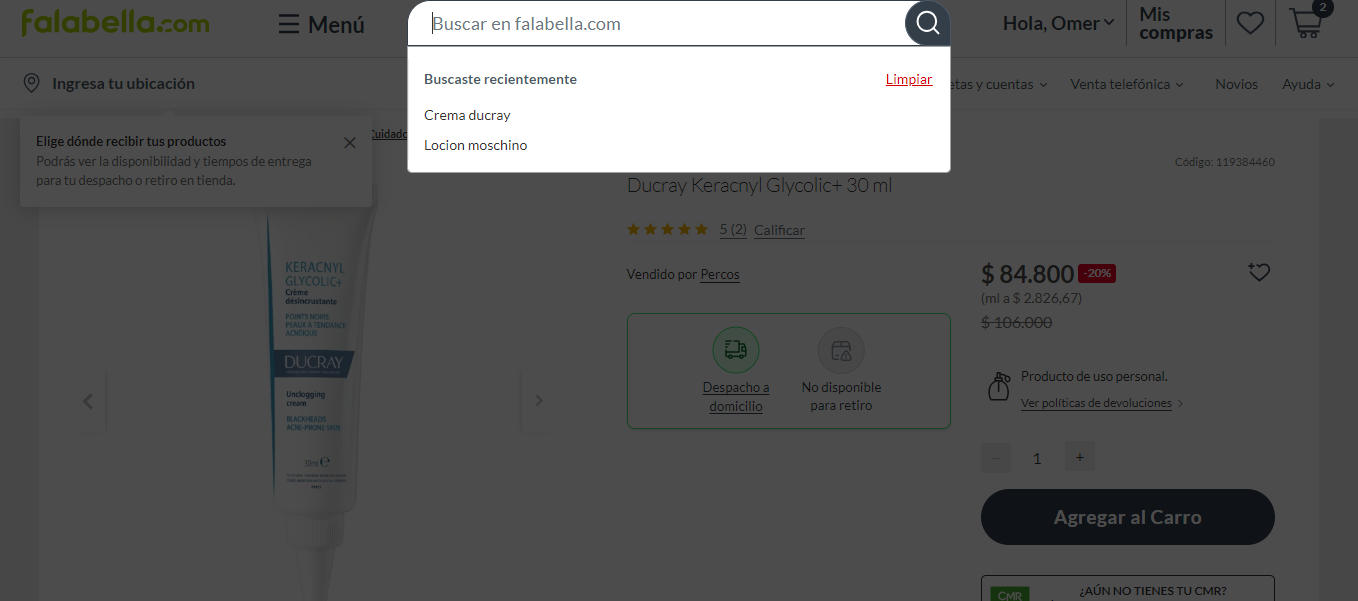 falabella.com
Menú
Buscar en falabella.com
Hola, Omer
Mis
compras
2
Ingresa tu ubicación
etas y cuentas
Venta telefónica
Novios
Ayuda
Buscaste recientemente
Limpiar
Crema ducray
Locion moschino
Elige dónde recibir tus productos
Podrás ver la disponibilidad y tiempos de entrega
para tu despacho o retiro en tienda.
Cuidado
Código: 119384460
Ducray Keracnyl Glycolic+ 30 ml
5 (2) Calificar
Vendido por Percos
$ 84.800 -20%
(ml a $ 2.826,67)
$ 106.000
Despacho a
domicilio
No disponible
para retiro
Producto de uso personal.
Ver políticas de devoluciones
1
+
Agregar al Carro
CMR
¿AÚN NO TIENES TU CMR?
KERACNYL
GLYCOLIC+
Crème
désincrustante
POINTS NOIRS
PEAUX À TENDANCE
ACNÉIQUE
DUCRAY
Unclogging
cream
BLACKHEADS
ACNE-PRONE SKIN
30ml e